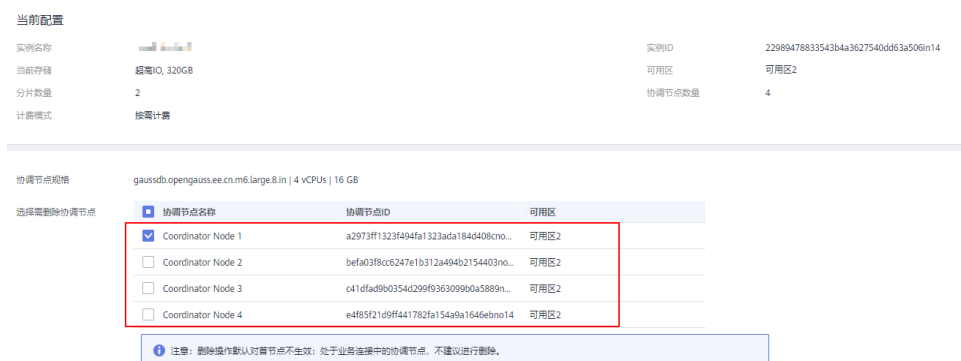 当前配置
实例名称 实例ID 22989478833543b4a3627540dd63a506in14
当前存储 超高IO, 320GB 可用区 可用区2
分片数量 2 协调节点数量 4
计费模式 按需计费
协调节点规格 gaussdb.opengauss.ee.cn.m6.large.8.in | 4 vCPUs | 16 GB
选择需删除协调节点 协调节点名称 协调节点ID 可用区
Coordinator Node 1 a2973ff1323f494fa1323ada184d408cno... 可用区2
Coordinator Node 2 befa03f8cc6247e1b312a494b2154403no... 可用区2
Coordinator Node 3 c41dfad9b0354d299f9363099b0a5889n... 可用区2
Coordinator Node 4 e4f85f21d9ff441782fa154a9a1646ebno14 可用区2
注意：删除操作默认对首节点不生效；处于业务连接中的协调节点，不建议进行删除。